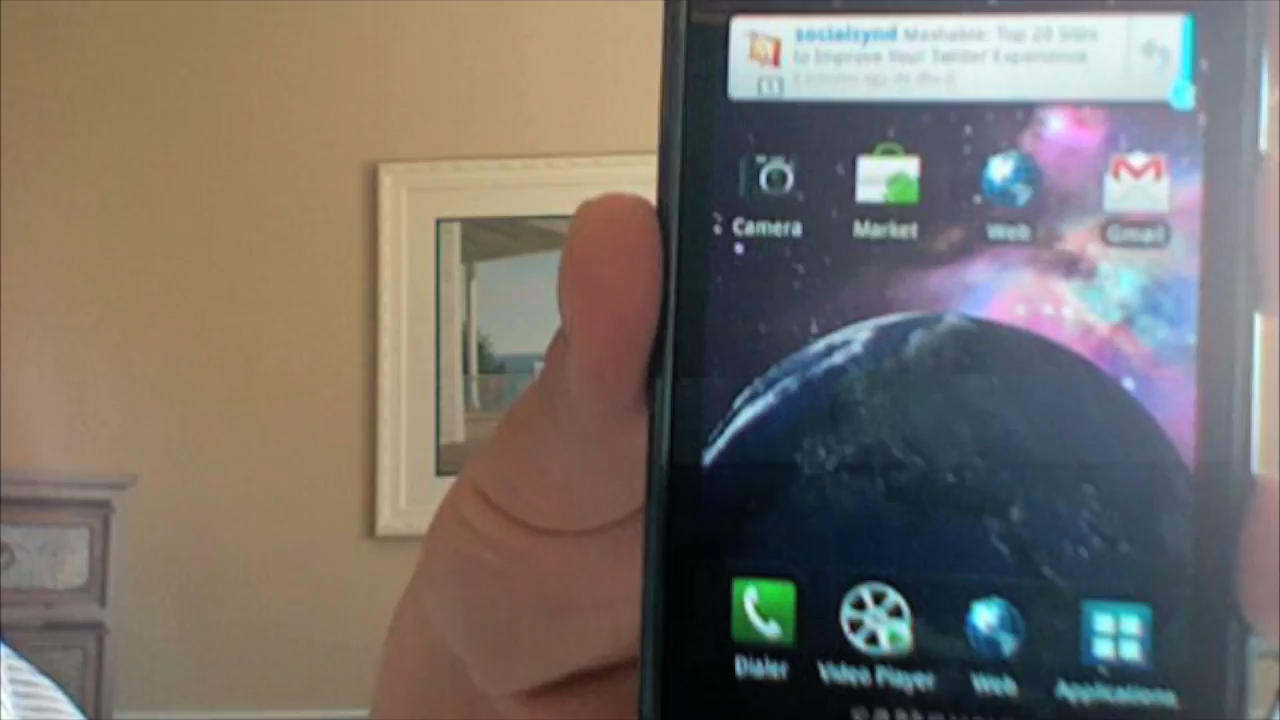 socialsynd Mashable: Top 20 Sites
to Improve Your Twitter Experience
Camera
Market
Web
Gmail
Dialer
Video Player
Web
Applications